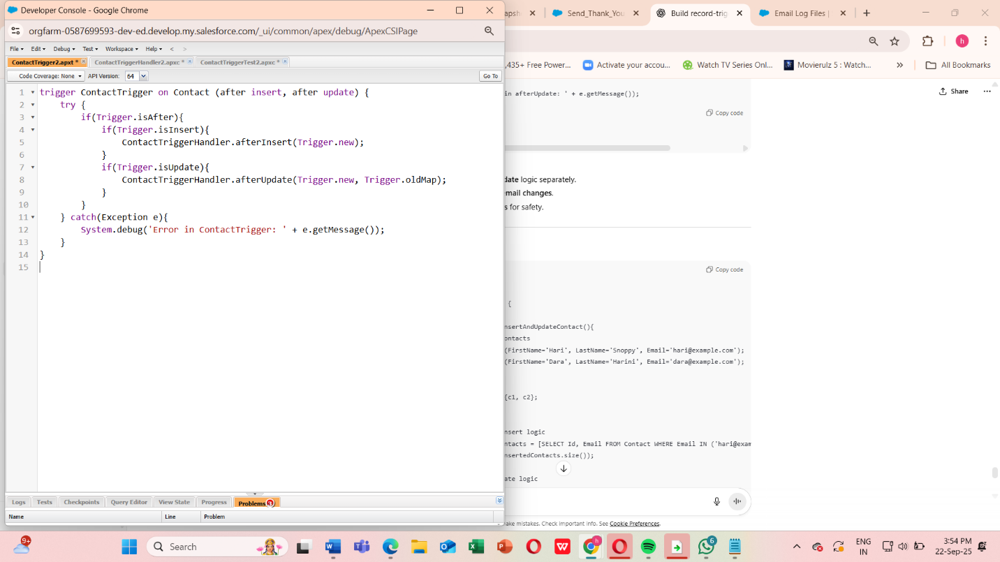 Developer Console - Google Chrome
orgfarm-0587699593-dev-ed.develop.my.salesforce.com/_ui/common/apex/debug/ApexCSIPage
File Edit Debug Test Workspace Help < >
ContactTrigger2.apxt * ContactTriggerHandler2.apxc * ContactTriggerTest2.apxc *
Code Coverage: None API Version: 64 Go To
1 trigger ContactTrigger on Contact (after insert, after update) {
2 try {
3 if(Trigger.isAfter){
4 if(Trigger.isInsert){
5 ContactTriggerHandler.afterInsert(Trigger.new);
6 }
7 if(Trigger.isUpdate){
8 ContactTriggerHandler.afterUpdate(Trigger.new, Trigger.oldMap);
9 }
10 }
11 } catch(Exception e){
12 System.debug('Error in ContactTrigger: ' + e.getMessage());
13 }
14 }
15
Logs Tests Checkpoints Query Editor View State Progress Problems 3
Name Line Problem
Send_Thank_You Build record-trig Email Log Files |
h
,435+ Free Power... Activate your accou... Watch TV Series Onl... Movierulz 5 : Watch... » All Bookmarks
in afterUpdate: ' + e.getMessage());
Share
Copy code
date logic separately.
email changes.
s for safety.
Copy code
{
nsertAndUpdateContact(){
ontacts
(FirstName='Hari', LastName='Snoppy', Email='hari@example.com');
(FirstName='Dara', LastName='Harini', Email='dara@example.com');
{c1, c2};
nsert logic
ntacts = [SELECT Id, Email FROM Contact WHERE Email IN ('hari@exam
nsertedContacts.size());
ate logic
ake mistakes. Check important info. See Cookie Preferences.
9+ Search h 6 ENG IN 3:54 PM 22-Sep-25